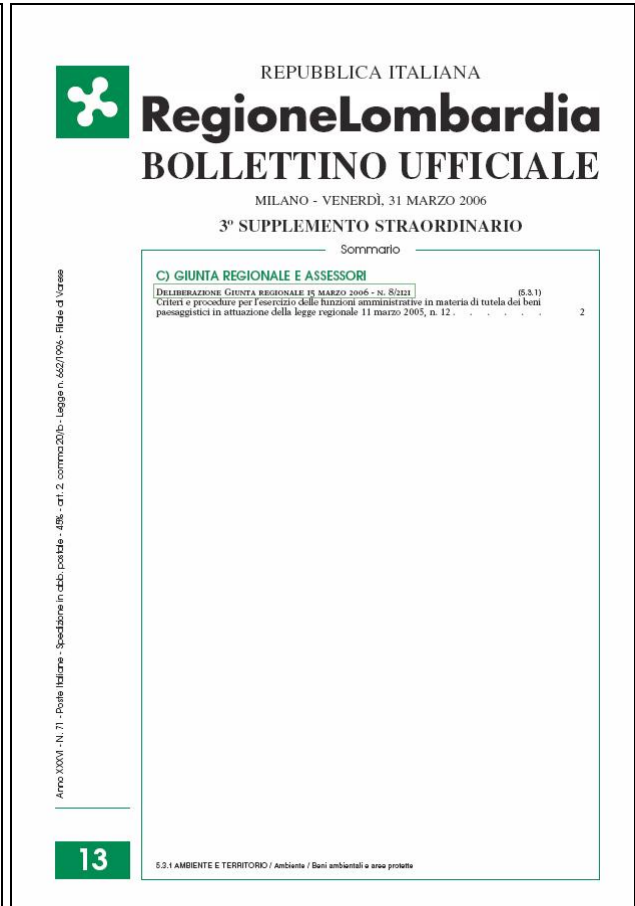 REPUBBLICA ITALIANA
RegioneLombardia
BOLLETTINO UFFICIALE
MILANO - VENERDÌ, 31 MARZO 2006
3º SUPPLEMENTO STRAORDINARIO
Sommario
C) GIUNTA REGIONALE E ASSESSORI
DELIBERAZIONE GIUNTA REGIONALE 15 MARZO 2006 - N. 8/2121 (5.3.1)
Criteri e procedure per l'esercizio delle funzioni amministrative in materia di tutela dei beni
paesaggistici in attuazione della legge regionale 11 marzo 2005, n. 12 . . . . . . 2
Anno XXXVI - N. 71 - Poste Italiane - Spedizione in abb. postale - 45% - art. 2, comma 20/b - Legge n. 662/1996 - Filiale di Varese
13
5.3.1 AMBIENTE E TERRITORIO / Ambiente / Beni ambientali e aree protette